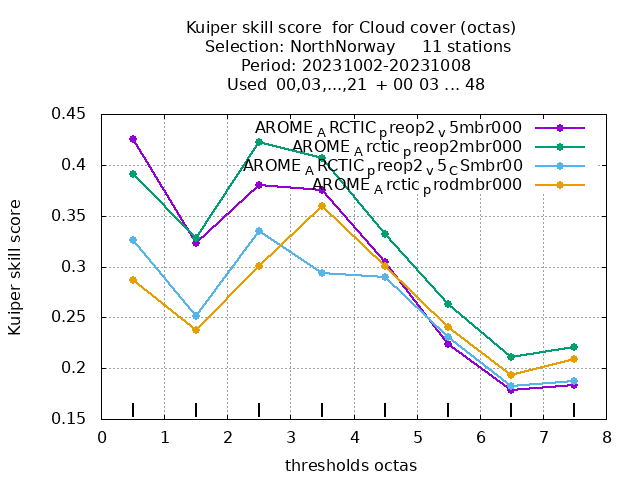 Kuiper skill score  for Cloud cover (octas)
Selection: NorthNorway     11 stations
Period: 20231002-20231008
Used  00,03,...,21  + 00 03 ... 48
AROME_ARCTIC_preop2_v5mbr000
AROME_Arctic_preop2mbr000
AROME_ARCTIC_preop2_v5_CSmbr00
AROME_Arctic_prodmbr000
0.45
0.4
0.35
0.3
0.25
0.2
0.15
Kuiper skill score
0 1 2 3 4 5 6 7 8
thresholds octas